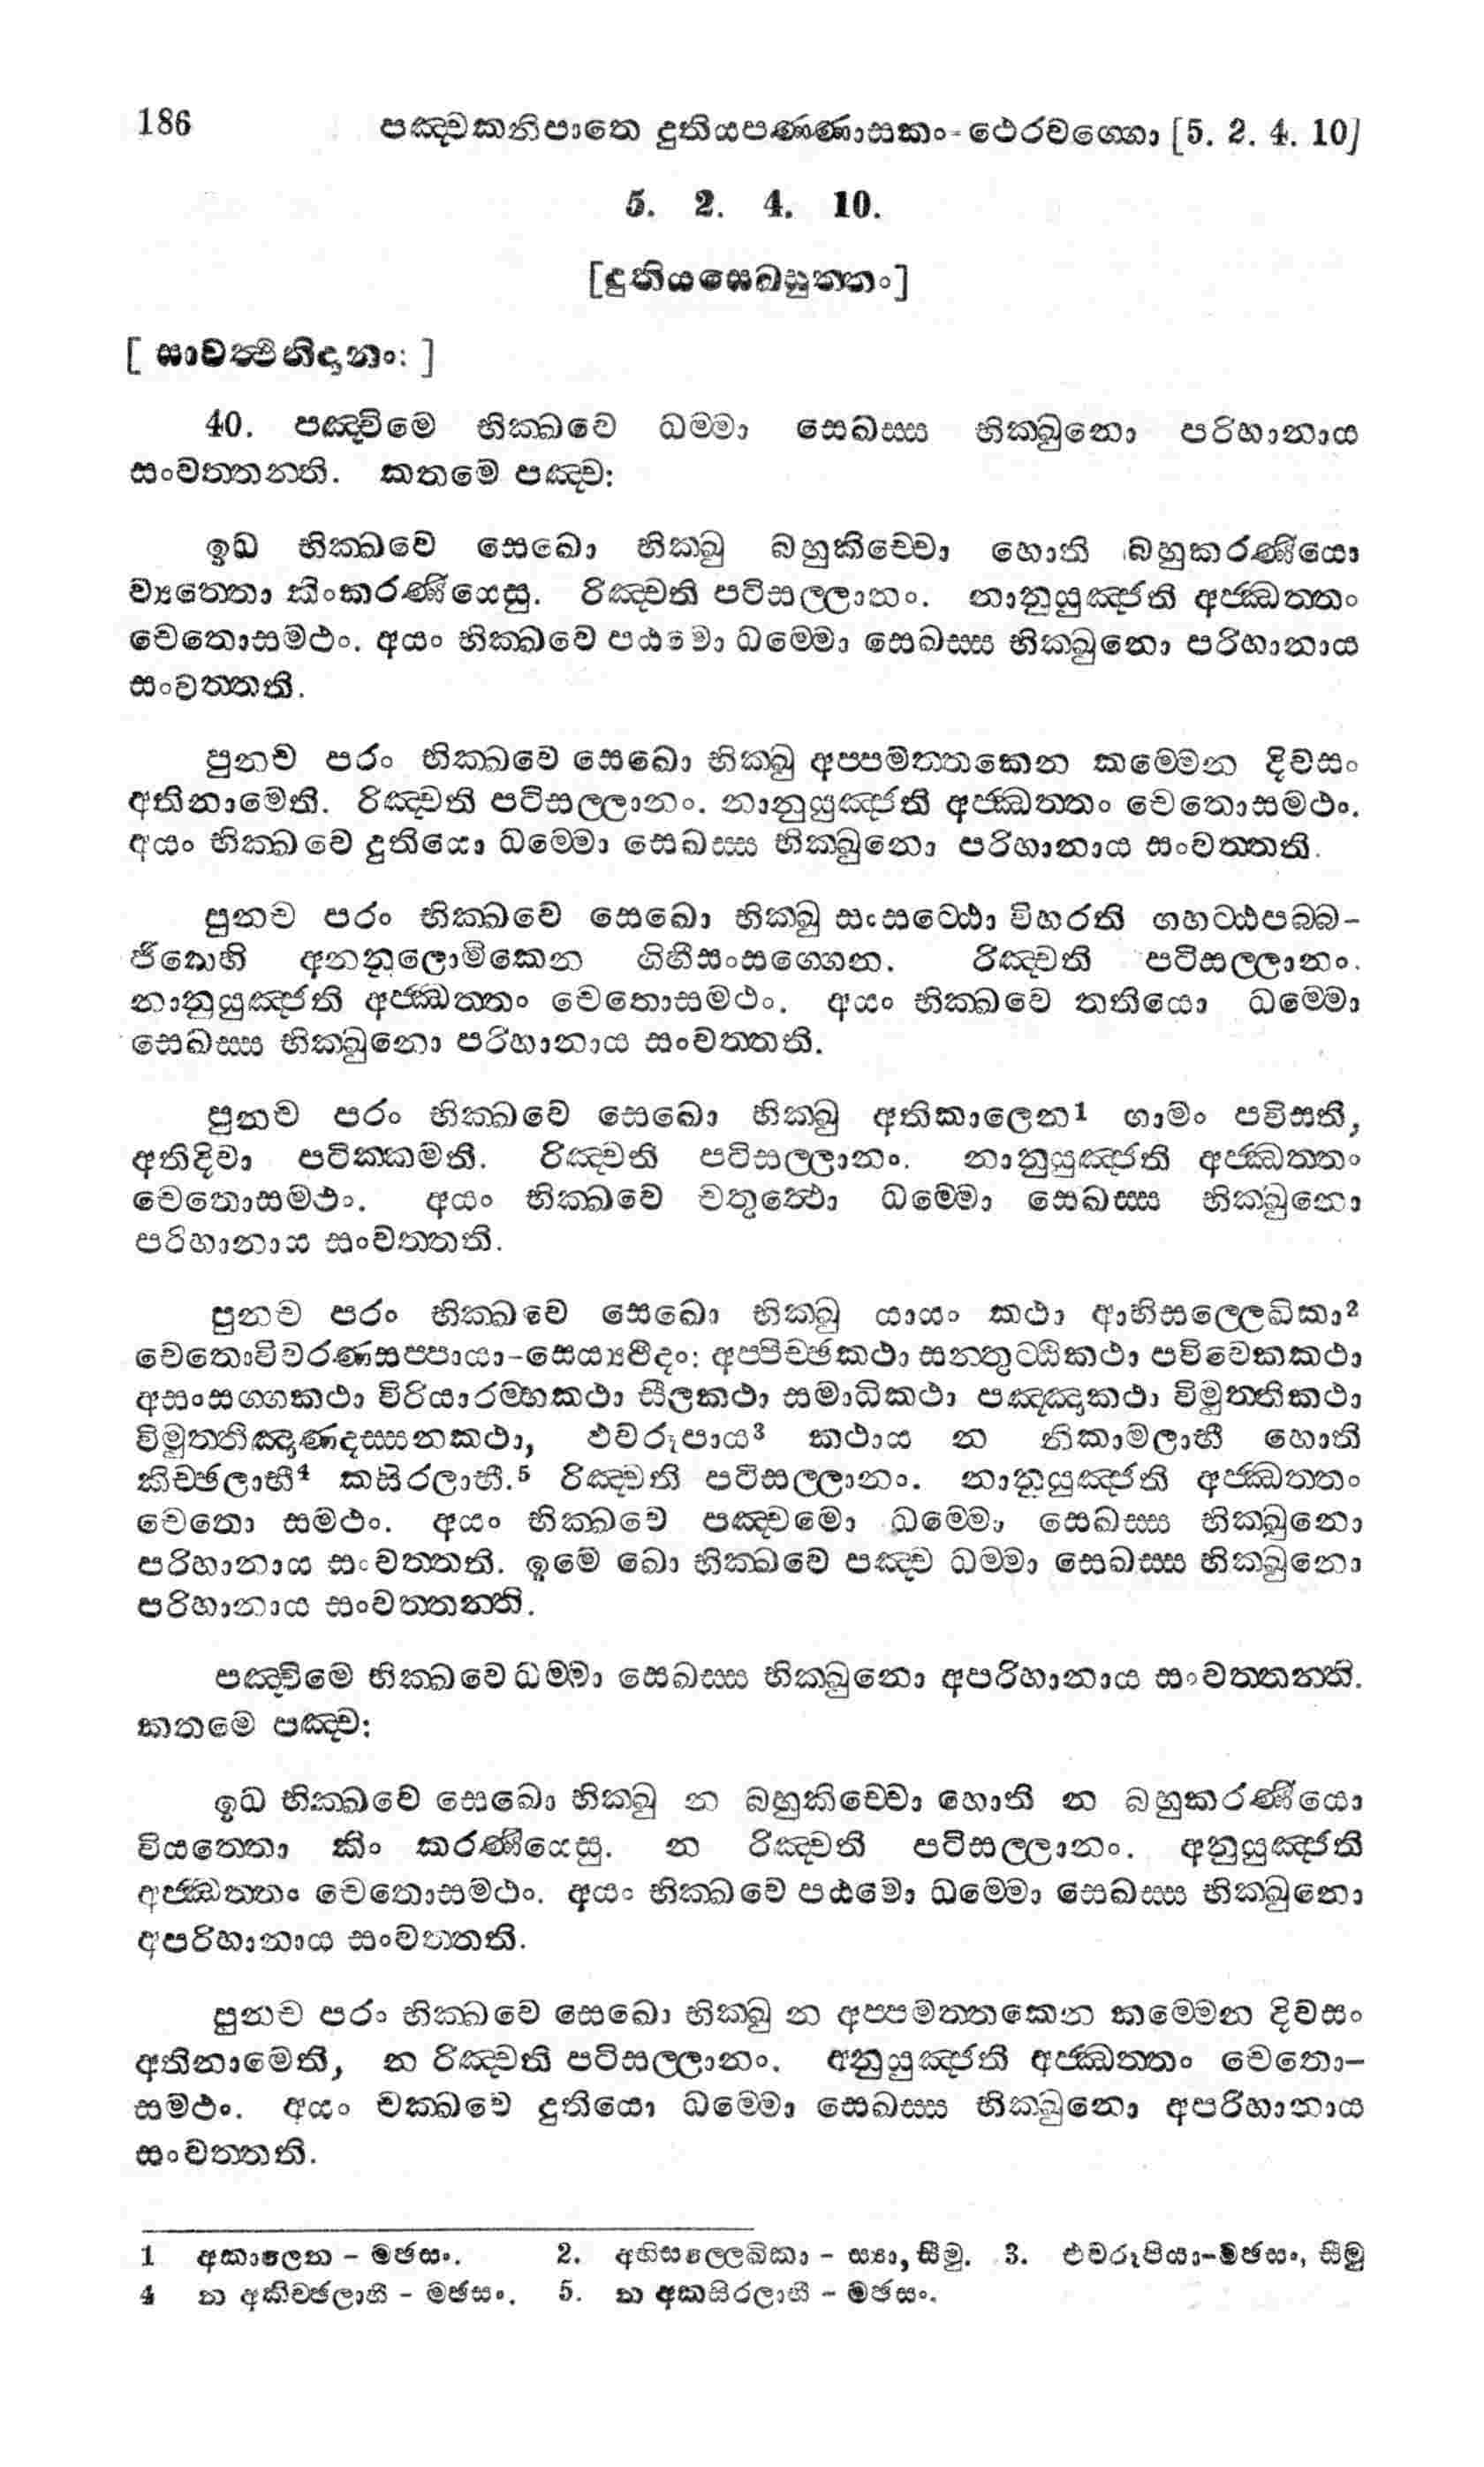 186 පඤ්චකනිපාතෙ දුතියපණ්ණාසකං-ථෙරවග්ගො [5. 2. 4. 10]
5. 2. 4. 10.
[දුතියසෙඛසුත්තං]
[ සාවත්ථිනිදානං: ]
40. පඤ්චිමෙ භික්ඛවෙ ධම්මා සෙඛස්ස භික්ඛුනො පරිහානාය
සංවත්තන්ති. කතමෙ පඤ්ච:
ඉධ භික්ඛවෙ සෙඛො භික්ඛු බහුකිච්චො හොති බහුකරණීයො
ව්‍යත්තො කිංකරණීයෙසු. රිඤ්චති පටිසල්ලානං. නානුයුඤ්ජති අජ්ඣත්තං
චෙතොසමථං. අයං භික්ඛවෙ පඨමො ධම්මො සෙඛස්ස භික්ඛුනො පරිහානාය
සංවත්තති.
පුනච පරං භික්ඛවෙ සෙඛො භික්ඛු අප්පමත්තකෙන කම්මෙන දිවසං
අතිනාමෙති. රිඤ්චති පටිසල්ලානං. නානුයුඤ්ජති අජ්ඣත්තං චෙතොසමථං.
අයං භික්ඛවෙ දුතියො ධම්මො සෙඛස්ස භික්ඛුනො පරිහානාය සංවත්තති.
පුනච පරං භික්ඛවෙ සෙඛො භික්ඛු සංසට්ඨො විහරති ගහට්ඨපබ්බ-
ජිතෙහි අනනුලොමිකෙන ගිහීසංසග්ගෙන. රිඤ්චති පටිසල්ලානං.
නානුයුඤ්ජති අජ්ඣත්තං චෙතොසමථං. අයං භික්ඛවෙ තතියො ධම්මො
සෙඛස්ස භික්ඛුනො පරිහානාය සංවත්තති.
පුනච පරං භික්ඛවෙ සෙඛො භික්ඛු අතිකාලෙන1 ගාමං පවිසති,
අතිදිවා පටික්කමති. රිඤ්චති පටිසල්ලානං. නානුයුඤ්ජති අජ්ඣත්තං
චෙතොසමථං. අයං භික්ඛවෙ චතුත්ථො ධම්මො සෙඛස්ස භික්ඛුනො
පරිහානාය සංවත්තති.
පුනච පරං භික්ඛවෙ සෙඛො භික්ඛු යායං කථා ආභිසල්ලෙඛිකා2
චෙතොවිවරණසප්පායා-සෙය්‍යථිදං: අප්පිච්ඡකථා සන්තුට්ඨිකථා පවිවෙකකථා
අසංසග්ගකථා විරියාරම්භකථා සීලකථා සමාධිකථා පඤ්ඤාකථා විමුත්තිකථා
විමුත්තිඤාණදස්සනකථා, එවරූපාය3 කථාය න නිකාමලාභී හොති
කිච්ඡලාභී4 කසිරලාභී.5 රිඤ්චති පටිසල්ලානං. නානුයුඤ්ජති අජ්ඣත්තං
චෙතො සමථං. අයං භික්ඛවෙ පඤ්චමො ධම්මො සෙඛස්ස භික්ඛුනො
පරිහානාය සංවත්තති. ඉමෙ ඛො භික්ඛවෙ පඤ්ච ධම්මා සෙඛස්ස භික්ඛුනො
පරිහානාය සංවත්තන්ති.
පඤ්චිමෙ භික්ඛවෙ ධම්මා සෙඛස්ස භික්ඛුනො අපරිහානාය සංවත්තන්ති.
කතමෙ පඤ්ච:
ඉධ භික්ඛවෙ සෙඛො භික්ඛු න බහුකිච්චො හොති න බහුකරණීයො
වියත්තො කිං කරණීයෙසු. න රිඤ්චති පටිසල්ලානං. අනුයුඤ්ජති
අජ්ඣත්තං චෙතොසමථං. අයං භික්ඛවෙ පඨමො ධම්මො සෙඛස්ස භික්ඛුනො
අපරිහානාය සංවත්තති.
පුනච පරං භික්ඛවෙ සෙඛො භික්ඛු න අප්පමත්තකෙන කම්මෙන දිවසං
අතිනාමෙති, න රිඤ්චති පටිසල්ලානං. අනුයුඤ්ජති අජ්ඣත්තං චෙතො-
සමථං. අයං චක්ඛවෙ දුතියො ධම්මො සෙඛස්ස භික්ඛුනො අපරිහානාය
සංවත්තති.
1 අකාලෙන - මජසං. 2. අභිසල්ලෙඛිකා - ස්‍යා, සීමු. 3. එවරූපියා-මජසං, සීමු
4 න අකිච්ඡලාභී - මජසං. 5. න අකසිරලාභී - මජසං.